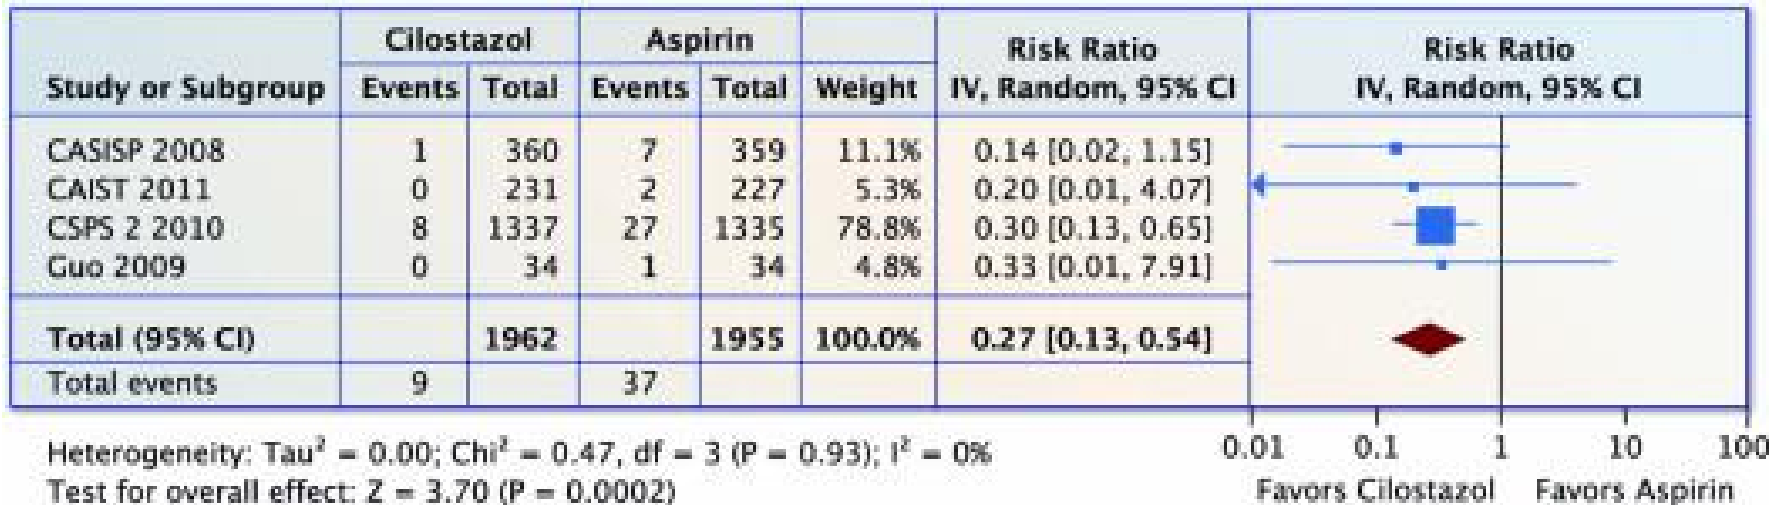 Cilostazol Aspirin Risk Ratio Risk Ratio
Study or Subgroup Events Total Events Total Weight IV, Random, 95% CI IV, Random, 95% CI
CASISP 2008 1 360 7 359 11.1% 0.14 [0.02, 1.15]
CAIST 2011 0 231 2 227 5.3% 0.20 [0.01, 4.07]
CSPS 2 2010 8 1337 27 1335 78.8% 0.30 [0.13, 0.65]
Guo 2009 0 34 1 34 4.8% 0.33 [0.01, 7.91]
Total (95% CI) 1962 1955 100.0% 0.27 [0.13, 0.54]
Total events 9 37
Heterogeneity: Tau² = 0.00; Chi² = 0.47, df = 3 (P = 0.93); I² = 0%
Test for overall effect: Z = 3.70 (P = 0.0002)
0.01 0.1 1 10 100
Favors Cilostazol Favors Aspirin